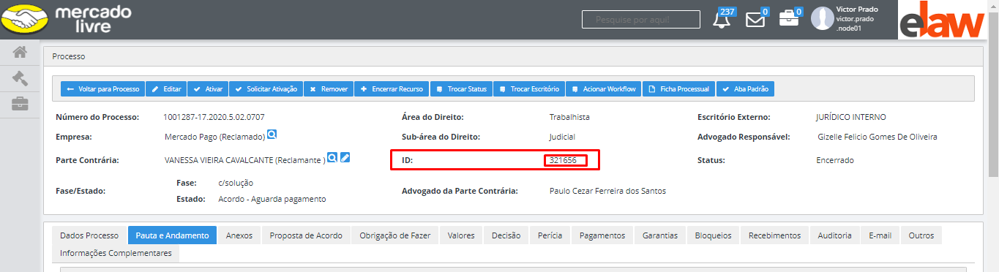 mercado
livre
Pesquise por aqui!
237
0
0
Victor Prado
victor.prado
.node01
elaw
Processo
Voltar para Processo Editar Ativar Solicitar Ativação Remover Encerrar Recurso Trocar Status Trocar Escritório Acionar Workflow Ficha Processual Aba Padrão
Número do Processo: 1001287-17.2020.5.02.0707 Área do Direito: Trabalhista Escritório Externo: JURÍDICO INTERNO
Empresa: Mercado Pago (Reclamado) Sub-área do Direito: Judicial Advogado Responsável: Gizelle Felicio Gomes De Oliveira
Parte Contrária: VANESSA VIEIRA CAVALCANTE (Reclamante ) ID: 321656 Status: Encerrado
Fase: c/solução
Fase/Estado: Advogado da Parte Contrária: Paulo Cezar Ferreira dos Santos
Estado: Acordo - Aguarda pagamento
Dados Processo Pauta e Andamento Anexos Proposta de Acordo Obrigação de Fazer Valores Decisão Perícia Pagamentos Garantias Bloqueios Recebimentos Auditoria E-mail Outros
Informações Complementares